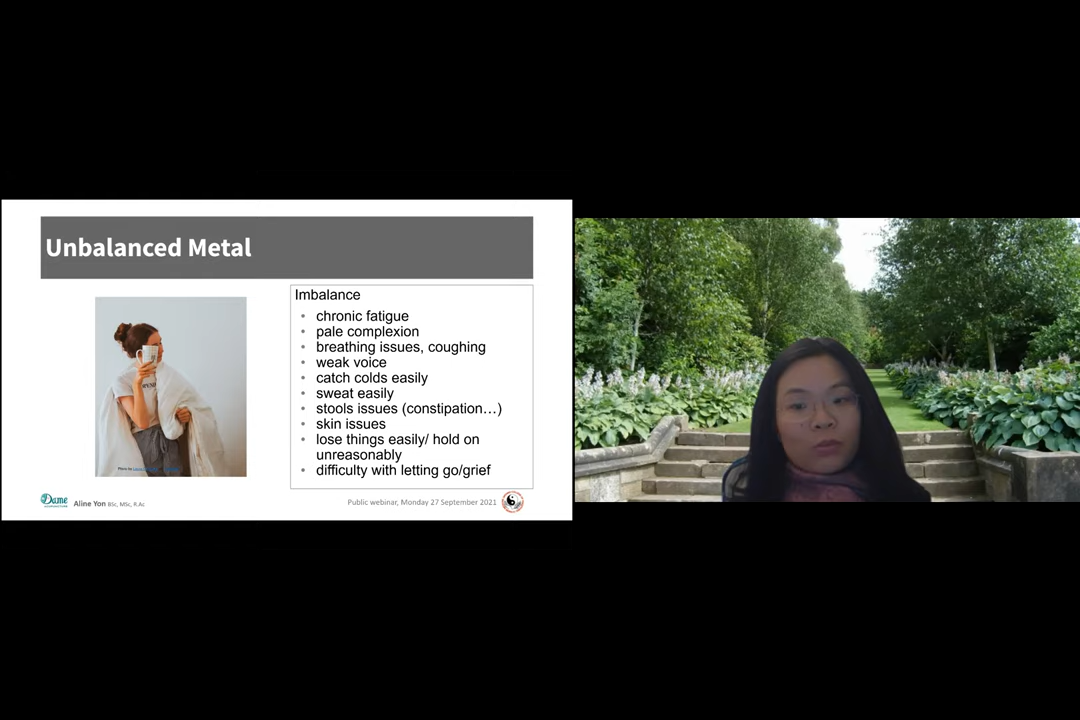 Unbalanced Metal
Imbalance
• chronic fatigue
• pale complexion
• breathing issues, coughing
• weak voice
• catch colds easily
• sweat easily
• stools issues (constipation…)
• skin issues
• lose things easily/ hold on
unreasonably
• difficulty with letting go/grief
Photo by
Dame
Aline Yon BSc, MSc, R.Ac
Public webinar, Monday 27 September 2021